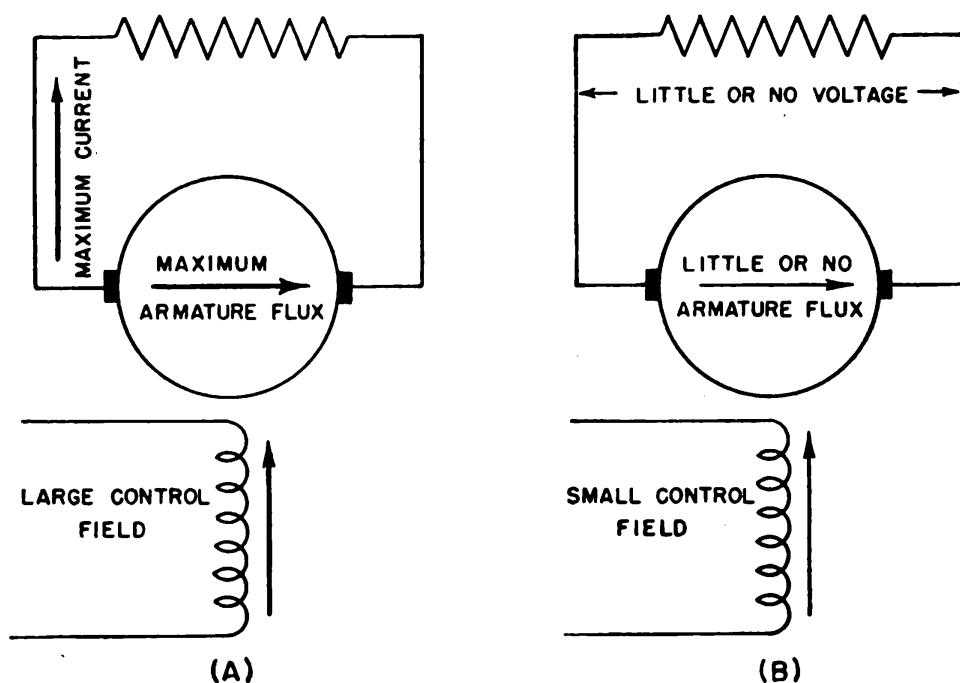 MAXIMUM CURRENT
MAXIMUM
ARMATURE FLUX
LARGE CONTROL
FIELD
(A)
LITTLE OR NO VOLTAGE
LITTLE OR NO
ARMATURE FLUX
SMALL CONTROL
FIELD
(B)